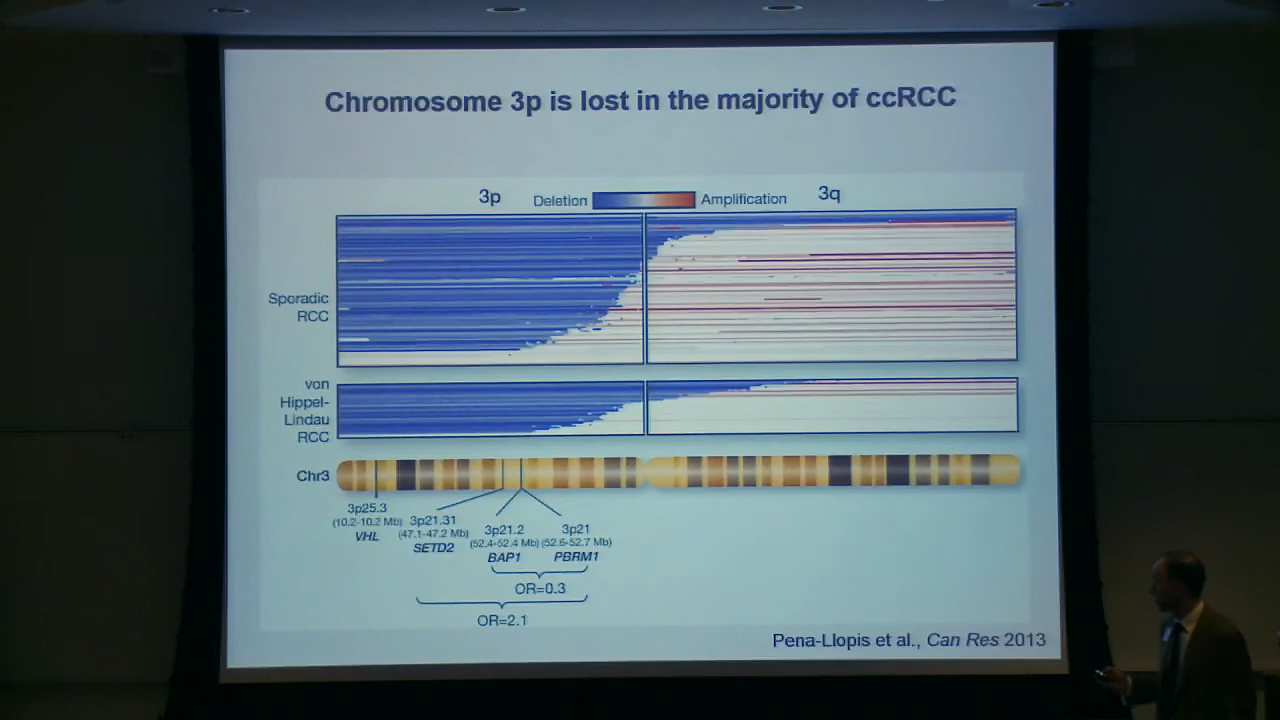 Chromosome 3p is lost in the majority of ccRCC
3p Deletion Amplification 3q
Sporadic
RCC
von
Hippel-
Lindau
RCC
Chr3
3p25.3
(10.2-10.2 Mb)
VHL
3p21.31
(47.1-47.2 Mb)
SETD2
3p21.2
(52.4-52.4 Mb)
BAP1
3p21
(52.6-52.7 Mb)
PBRM1
OR=0.3
OR=2.1
Pena-Llopis et al., Can Res 2013